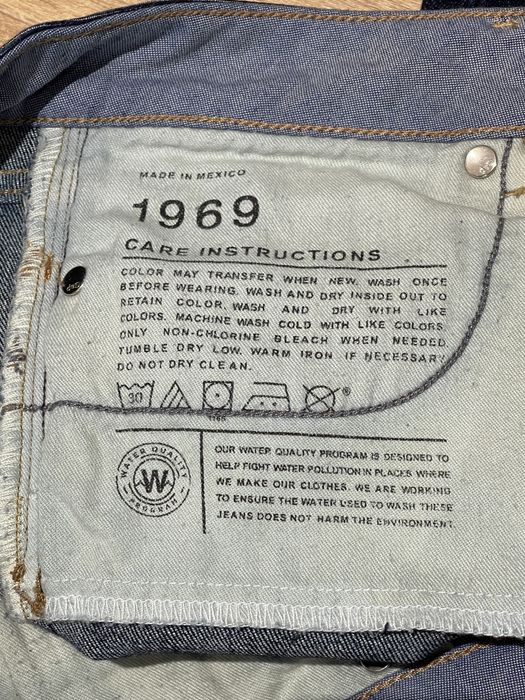 MADE IN MEXICO
1969
CARE INSTRUCTIONS
COLOR MAY TRANSFER WHEN NEW. WASH ONCE
BEFORE WEARING. WASH AND DRY INSIDE OUT TO
RETAIN COLOR. WASH AND DRY WITH LIKE
COLORS. MACHINE WASH COLD WITH LIKE COLORS.
ONLY NON-CHLORINE BLEACH WHEN NEEDED.
TUMBLE DRY LOW. WARM IRON IF NECESSARY.
DO NOT DRY CLEAN.
30
®
WATER QUALITY
W
PROGRAM
OUR WATER QUALITY PROGRAM IS DESIGNED TO
HELP FIGHT WATER POLLUTION IN PLACES WHERE
WE MAKE OUR CLOTHES. WE ARE WORKING
TO ENSURE THE WATER USED TO WASH THESE
JEANS DOES NOT HARM THE ENVIRONMENT.